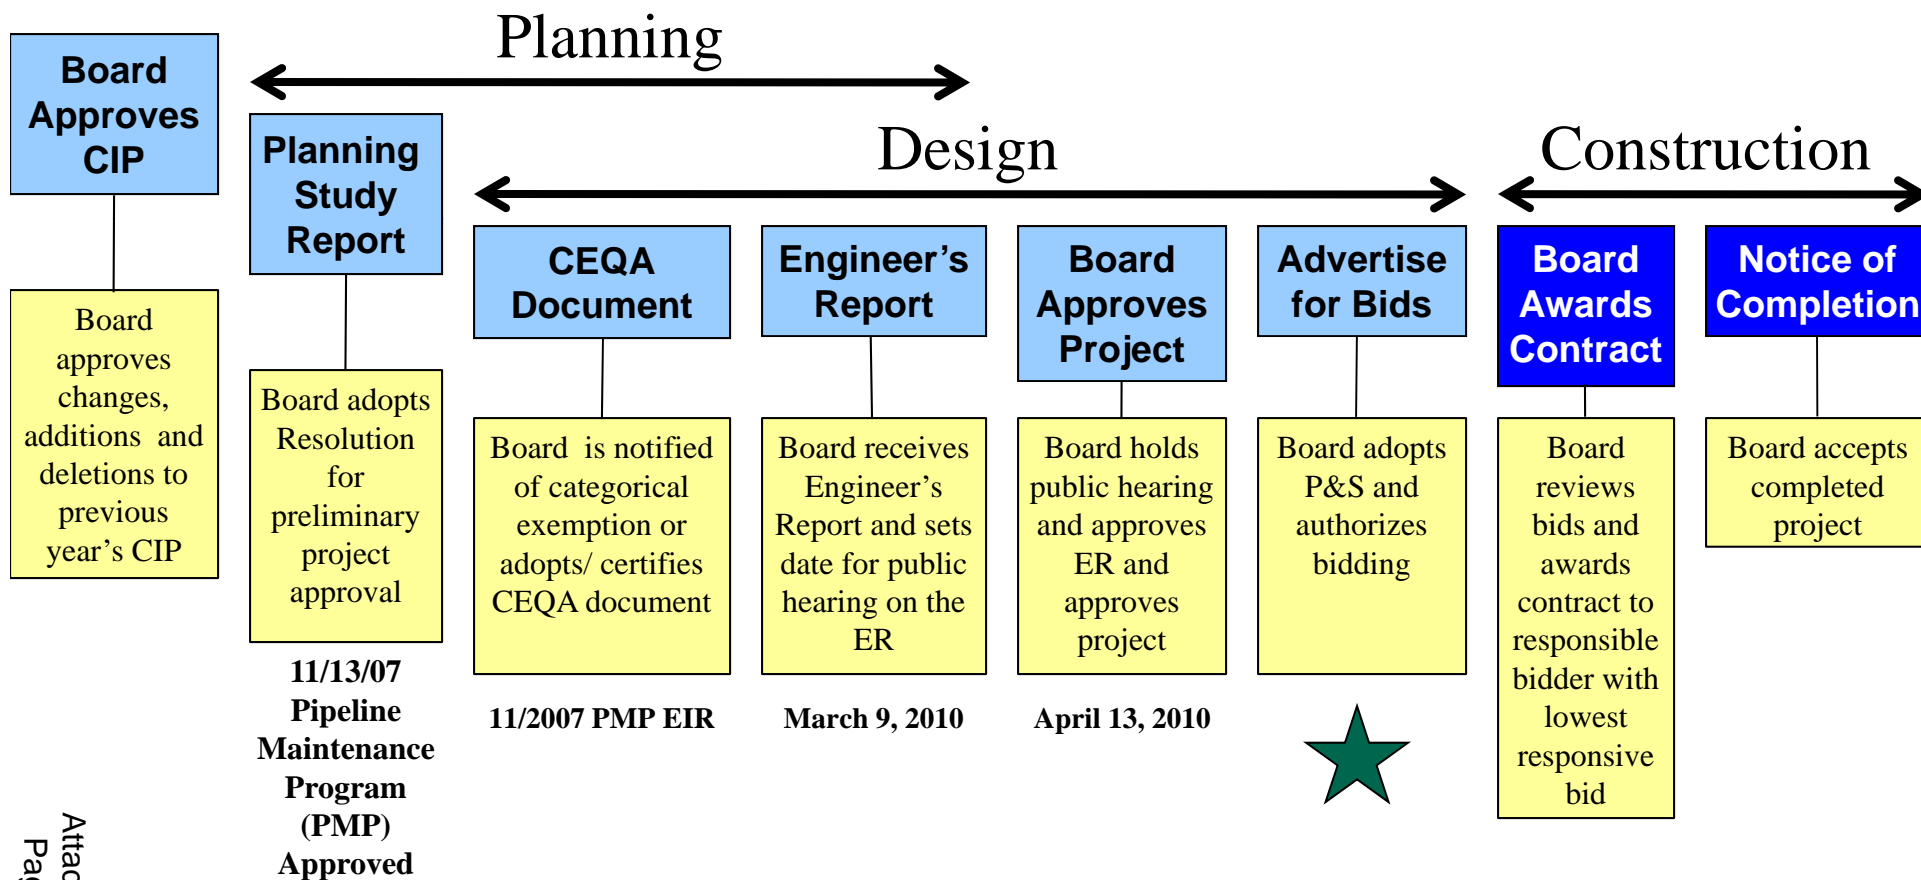 Planning
Board
Approves
CIP
Planning
Study
Report
Design
Construction
CEQA
Document
Engineer’s
Report
Board
Approves
Project
Advertise
for Bids
Board
Awards
Contract
Notice of
Completion
Board
approves
changes,
additions and
deletions to
previous
year’s CIP
Board adopts
Resolution
for
preliminary
project
approval
Board is notified
of categorical
exemption or
adopts/ certifies
CEQA document
Board receives
Engineer’s
Report and sets
date for public
hearing on the
ER
Board holds
public hearing
and approves
ER and
approves
project
Board adopts
P&S and
authorizes
bidding
Board
reviews
bids and
awards
contract to
responsible
bidder with
lowest
responsive
bid
Board accepts
completed
project
11/13/07
Pipeline
Maintenance
Program
(PMP)
Approved
11/2007 PMP EIR
March 9, 2010
April 13, 2010